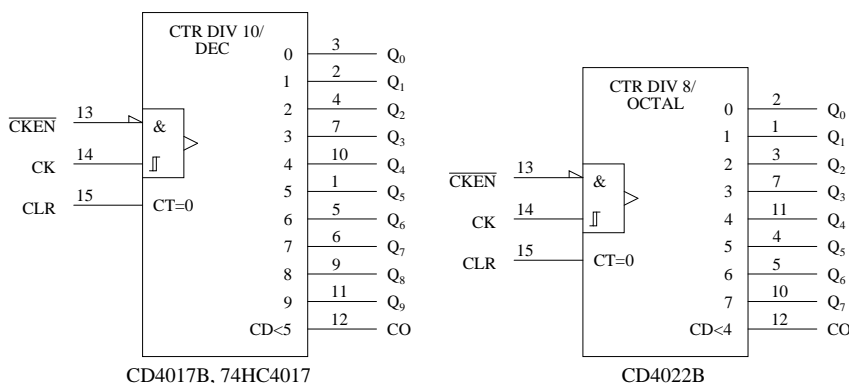 CTR DIV 10/
DEC
0 3 Q0
1 2 Q1
2 4 Q2
3 7 Q3
4 10 Q4
5 1 Q5
6 5 Q6
7 6 Q7
8 9 Q8
9 11 Q9
CD<5 12 CO
CKEN 13 &
CK 14
CLR 15 CT=0
CD4017B, 74HC4017
CTR DIV 8/
OCTAL
0 2 Q0
1 1 Q1
2 3 Q2
3 7 Q3
4 11 Q4
5 4 Q5
6 5 Q6
7 10 Q7
CD<4 12 CO
CKEN 13 &
CK 14
CLR 15 CT=0
CD4022B